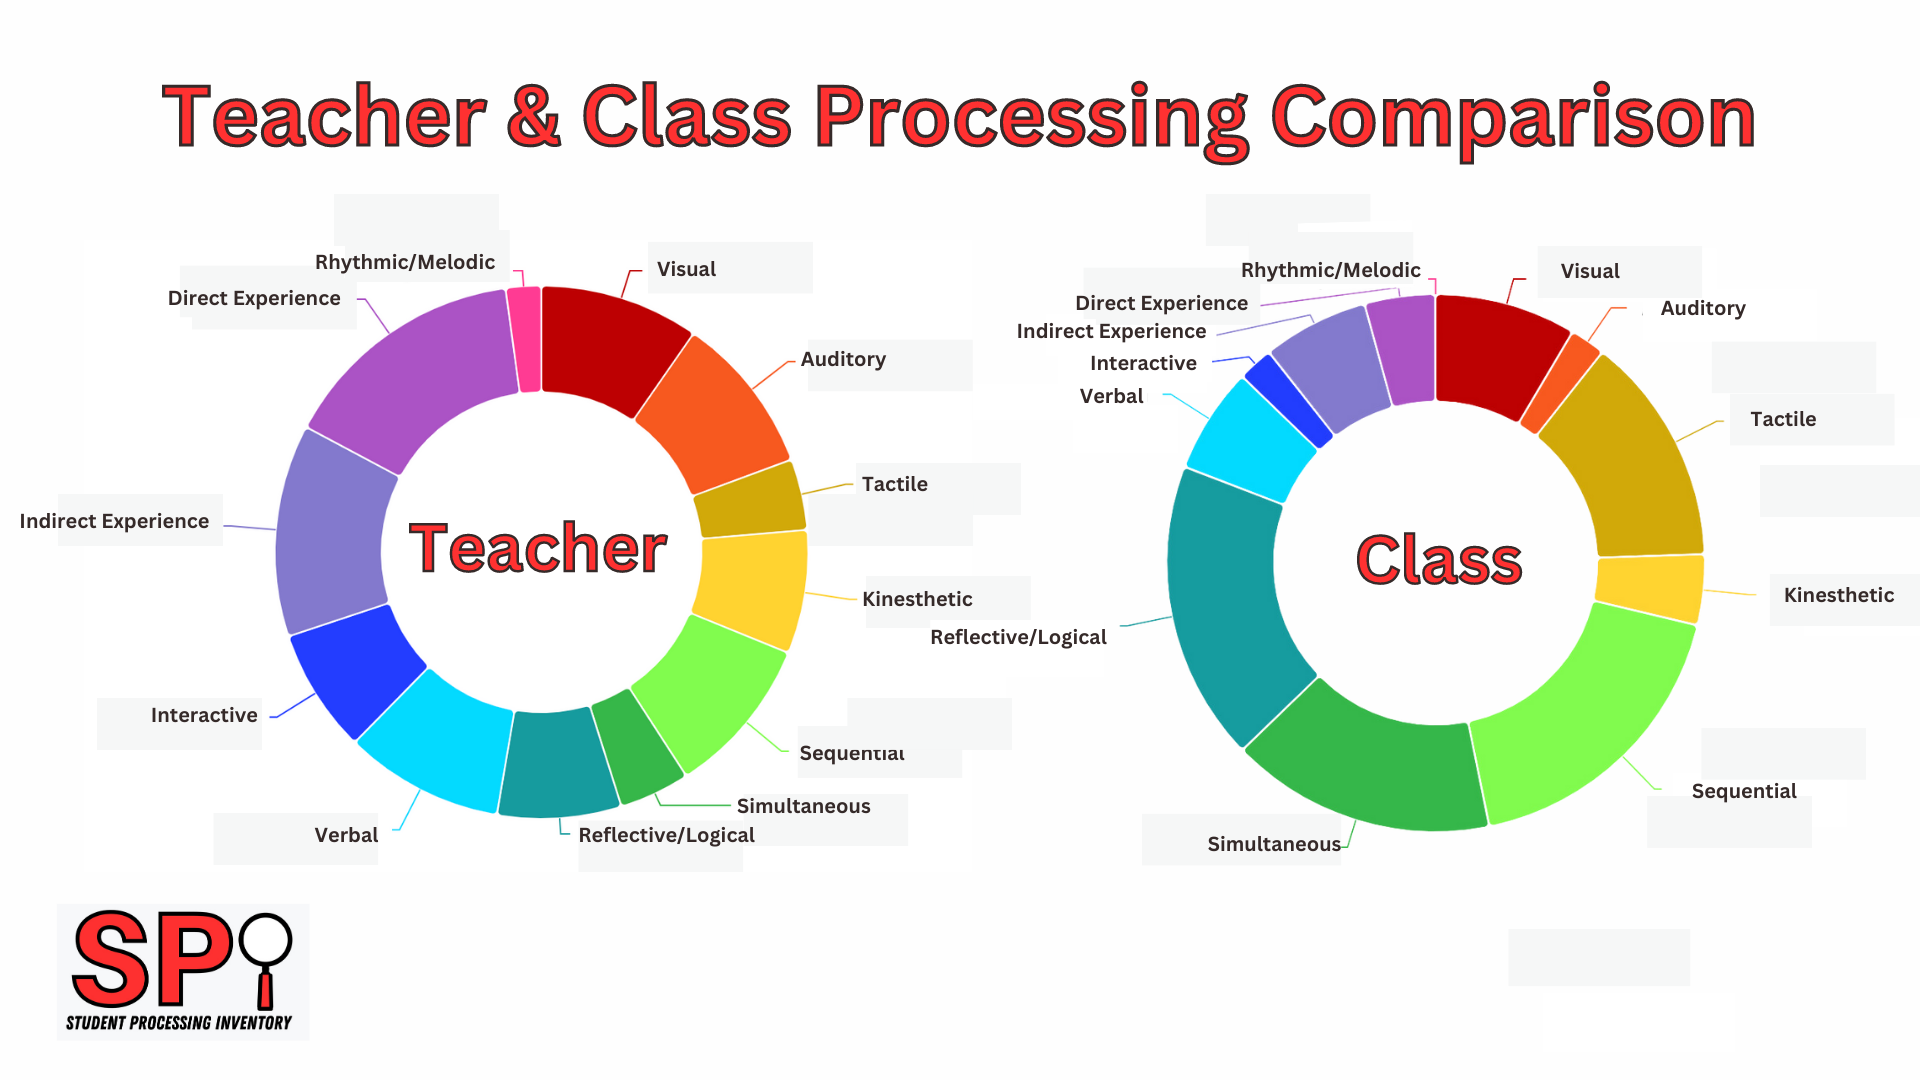 Teacher & Class Processing Comparison
Rhythmic/Melodic
Visual
Direct Experience
Auditory
Tactile
Indirect Experience
Teacher
Kinesthetic
Interactive
Sequential
Simultaneous
Verbal
Reflective/Logical
Rhythmic/Melodic
Visual
Direct Experience
Auditory
Indirect Experience
Interactive
Verbal
Tactile
Class
Kinesthetic
Reflective/Logical
Sequential
Simultaneous
SPi
STUDENT PROCESSING INVENTORY